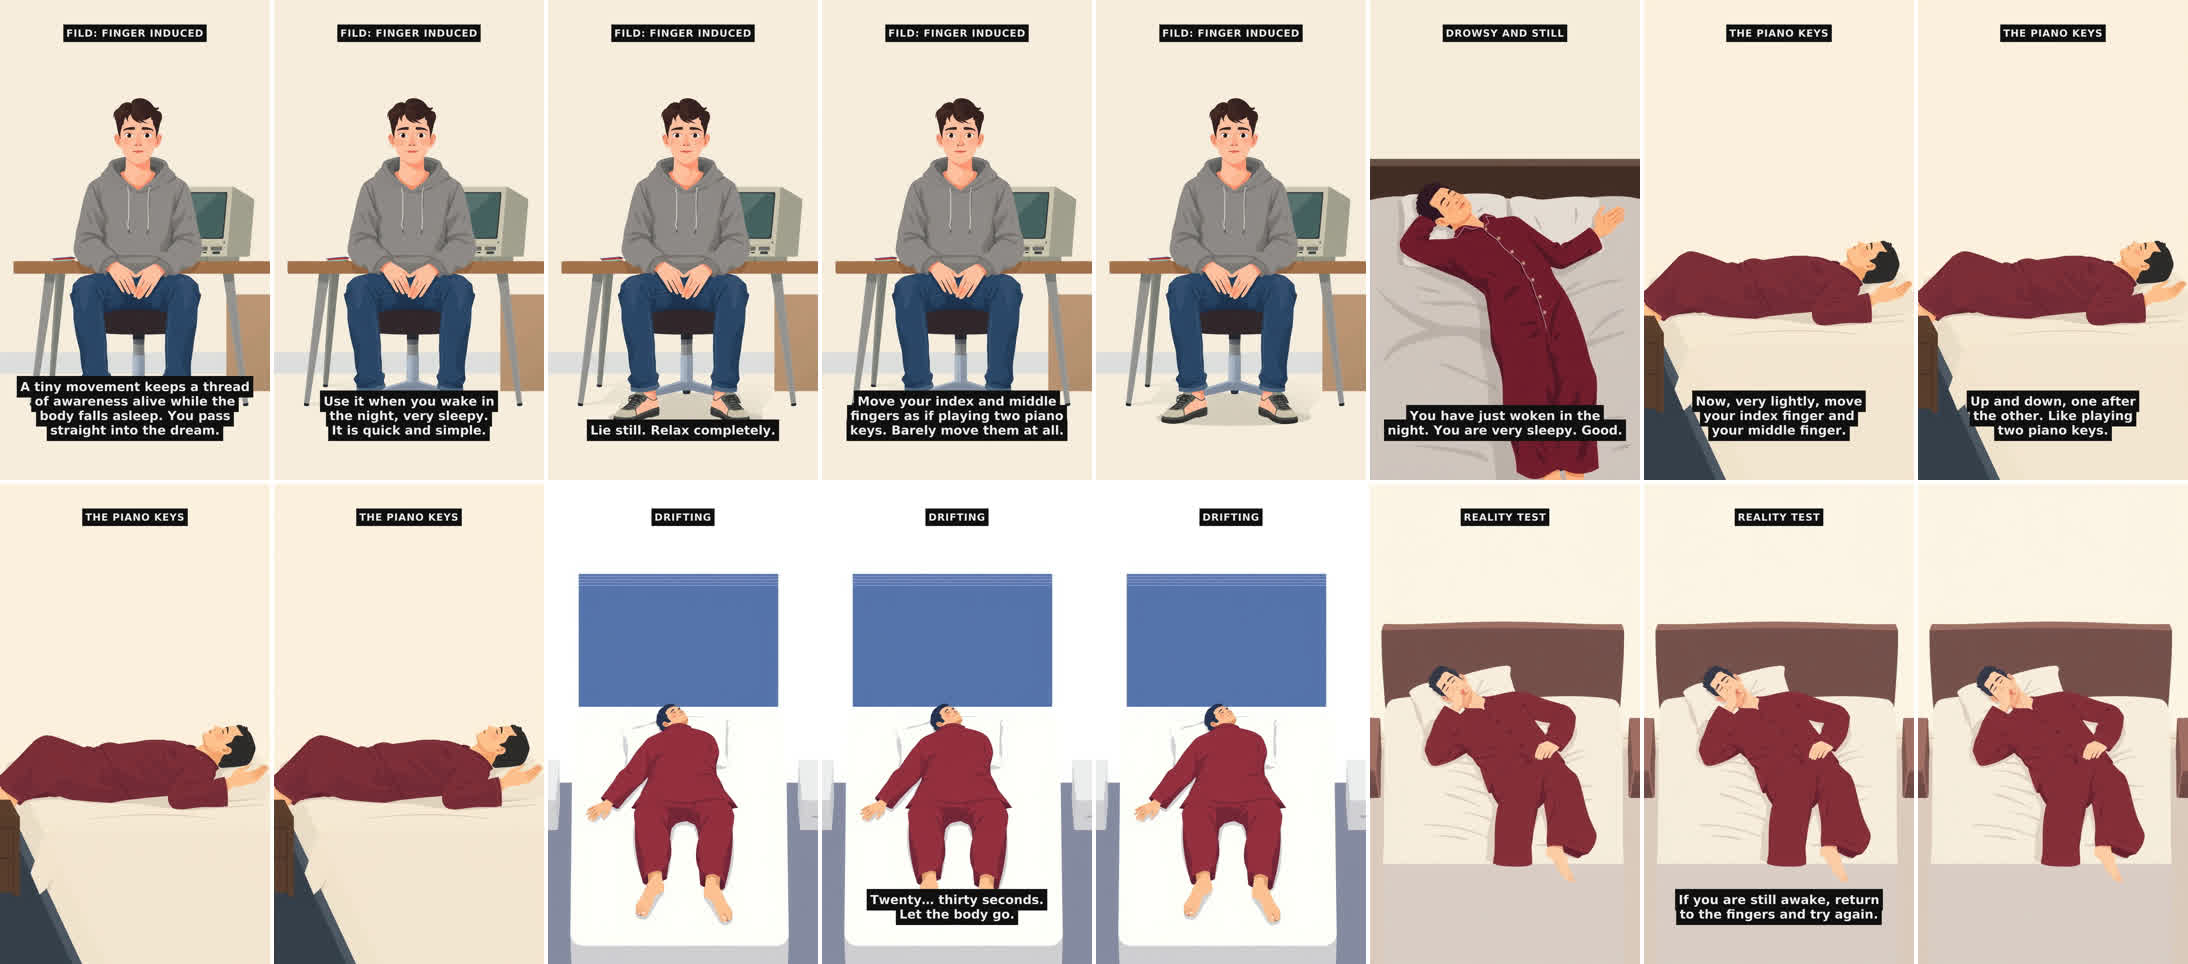 FILD: FINGER INDUCED
A tiny movement keeps a thread
of awareness alive while the
body falls asleep. You pass
straight into the dream.
FILD: FINGER INDUCED
Use it when you wake in
the night, very sleepy.
It is quick and simple.
FILD: FINGER INDUCED
Lie still. Relax completely.
FILD: FINGER INDUCED
Move your index and middle
fingers as if playing two piano
keys. Barely move them at all.
FILD: FINGER INDUCED
DROWSY AND STILL
You have just woken in the
night. You are very sleepy. Good.
THE PIANO KEYS
Now, very lightly, move
your index finger and
your middle finger.
THE PIANO KEYS
Up and down, one after
the other. Like playing
two piano keys.
THE PIANO KEYS
THE PIANO KEYS
DRIFTING
DRIFTING
Twenty... thirty seconds.
Let the body go.
DRIFTING
REALITY TEST
REALITY TEST
If you are still awake, return
to the fingers and try again.